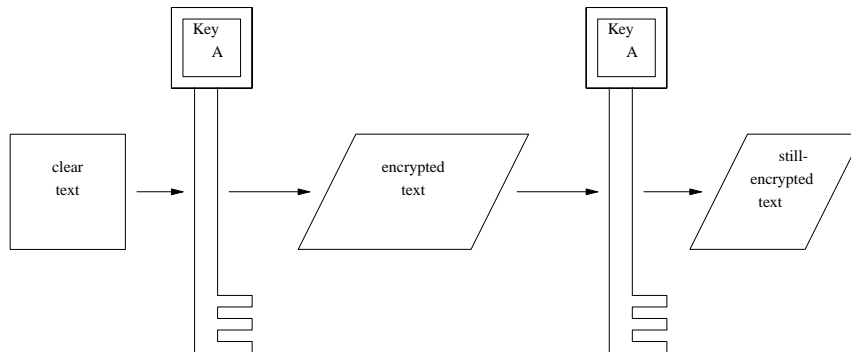 Key
A
Key
A
clear
text
encrypted
text
still-
encrypted
text